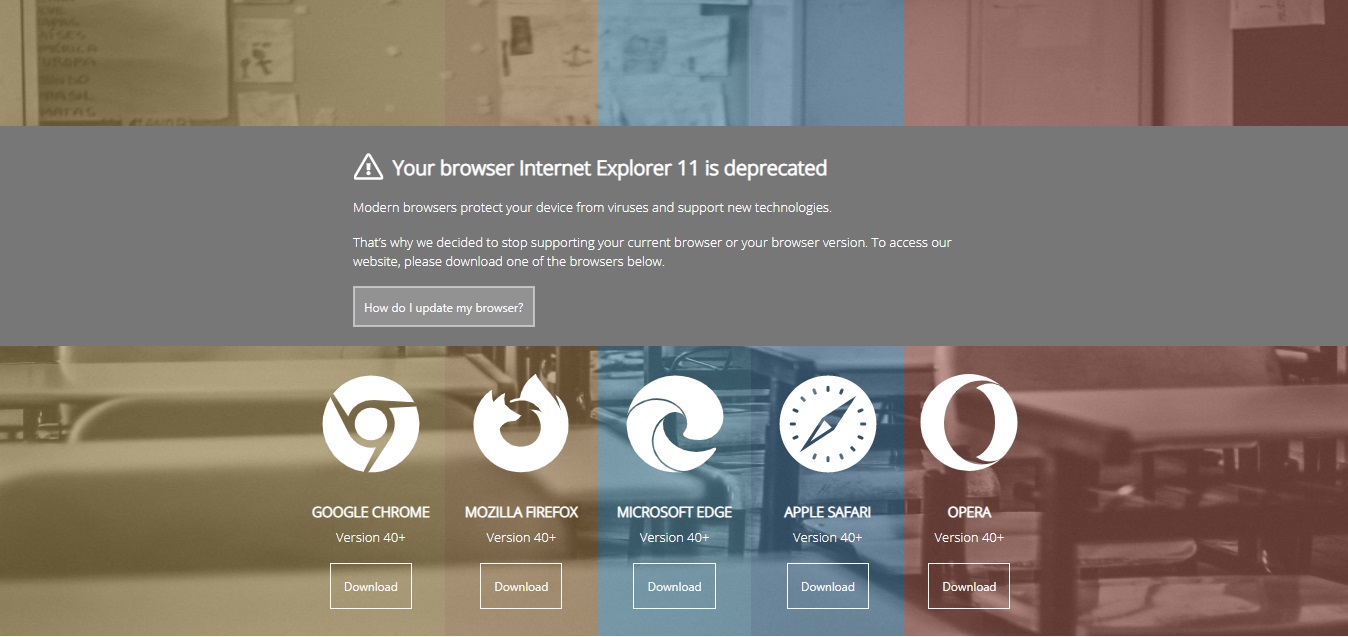 Your browser Internet Explorer 11 is deprecated
Modern browsers protect your device from viruses and support new technologies.
That's why we decided to stop supporting your current browser or your browser version. To access our
website, please download one of the browsers below.
How do I update my browser?
GOOGLE CHROME
MOZILLA FIREFOX
MICROSOFT EDGE
APPLE SAFARI
OPERA
Version 40+
Version 40+
Version 40+
Version 40+
Version 40+
Download
Download
Download
Download
Download